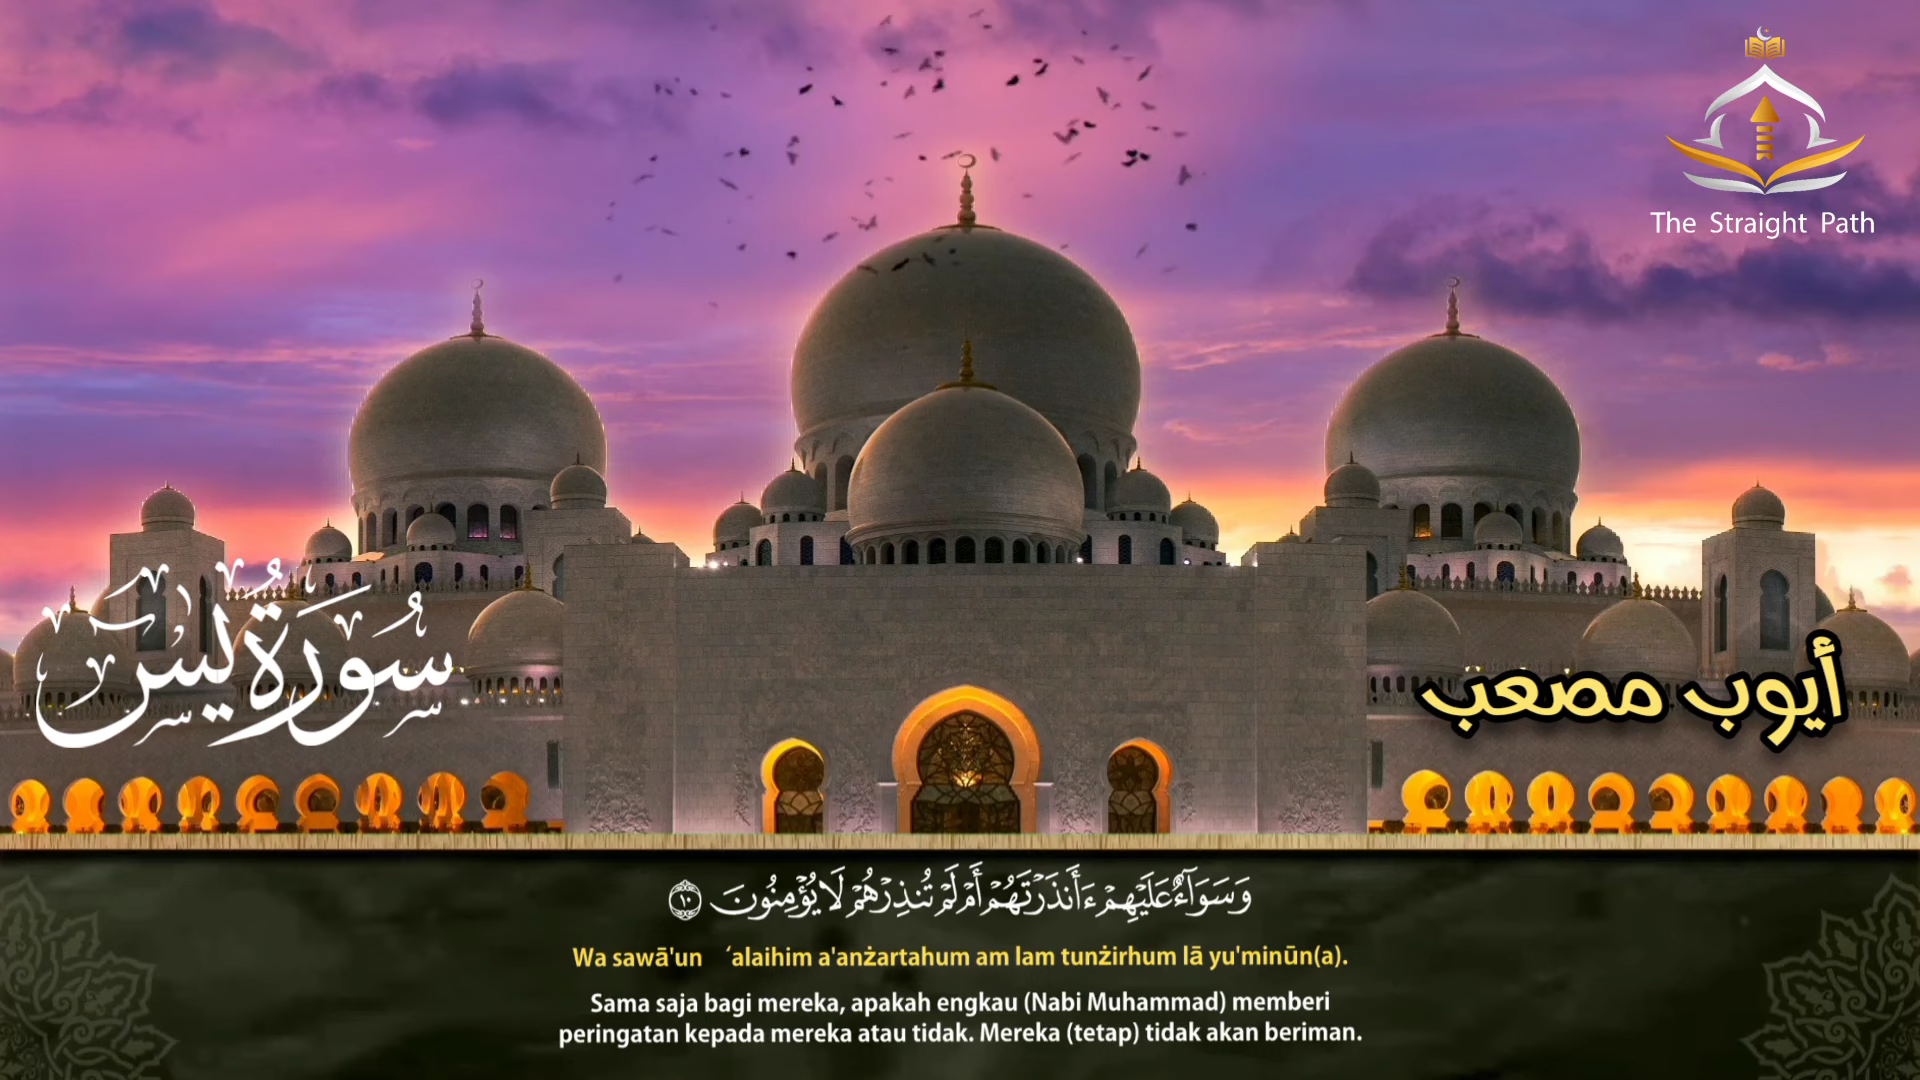 The Straight Path
سُورَةُ يس
أيوب مصعب
وَسَوَآءٌ عَلَيْهِمْ ءَأَنذَرْتَهُمْ أَمْ لَمْ تُنذِرْهُمْ لَا يُؤْمِنُونَ ١٠
Wa sawā'un ‘alaihim a'anżartahum am lam tunżirhum lā yu'minūn(a).
Sama saja bagi mereka, apakah engkau (Nabi Muhammad) memberi
peringatan kepada mereka atau tidak. Mereka (tetap) tidak akan beriman.